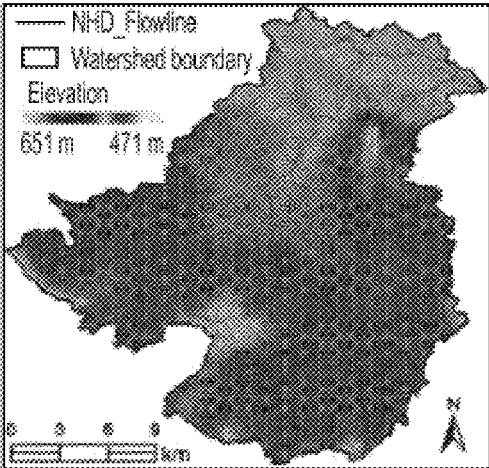 NHD_Flowline
Watershed boundary
Elevation
651 m 471 m
N
0 3 6 9
km